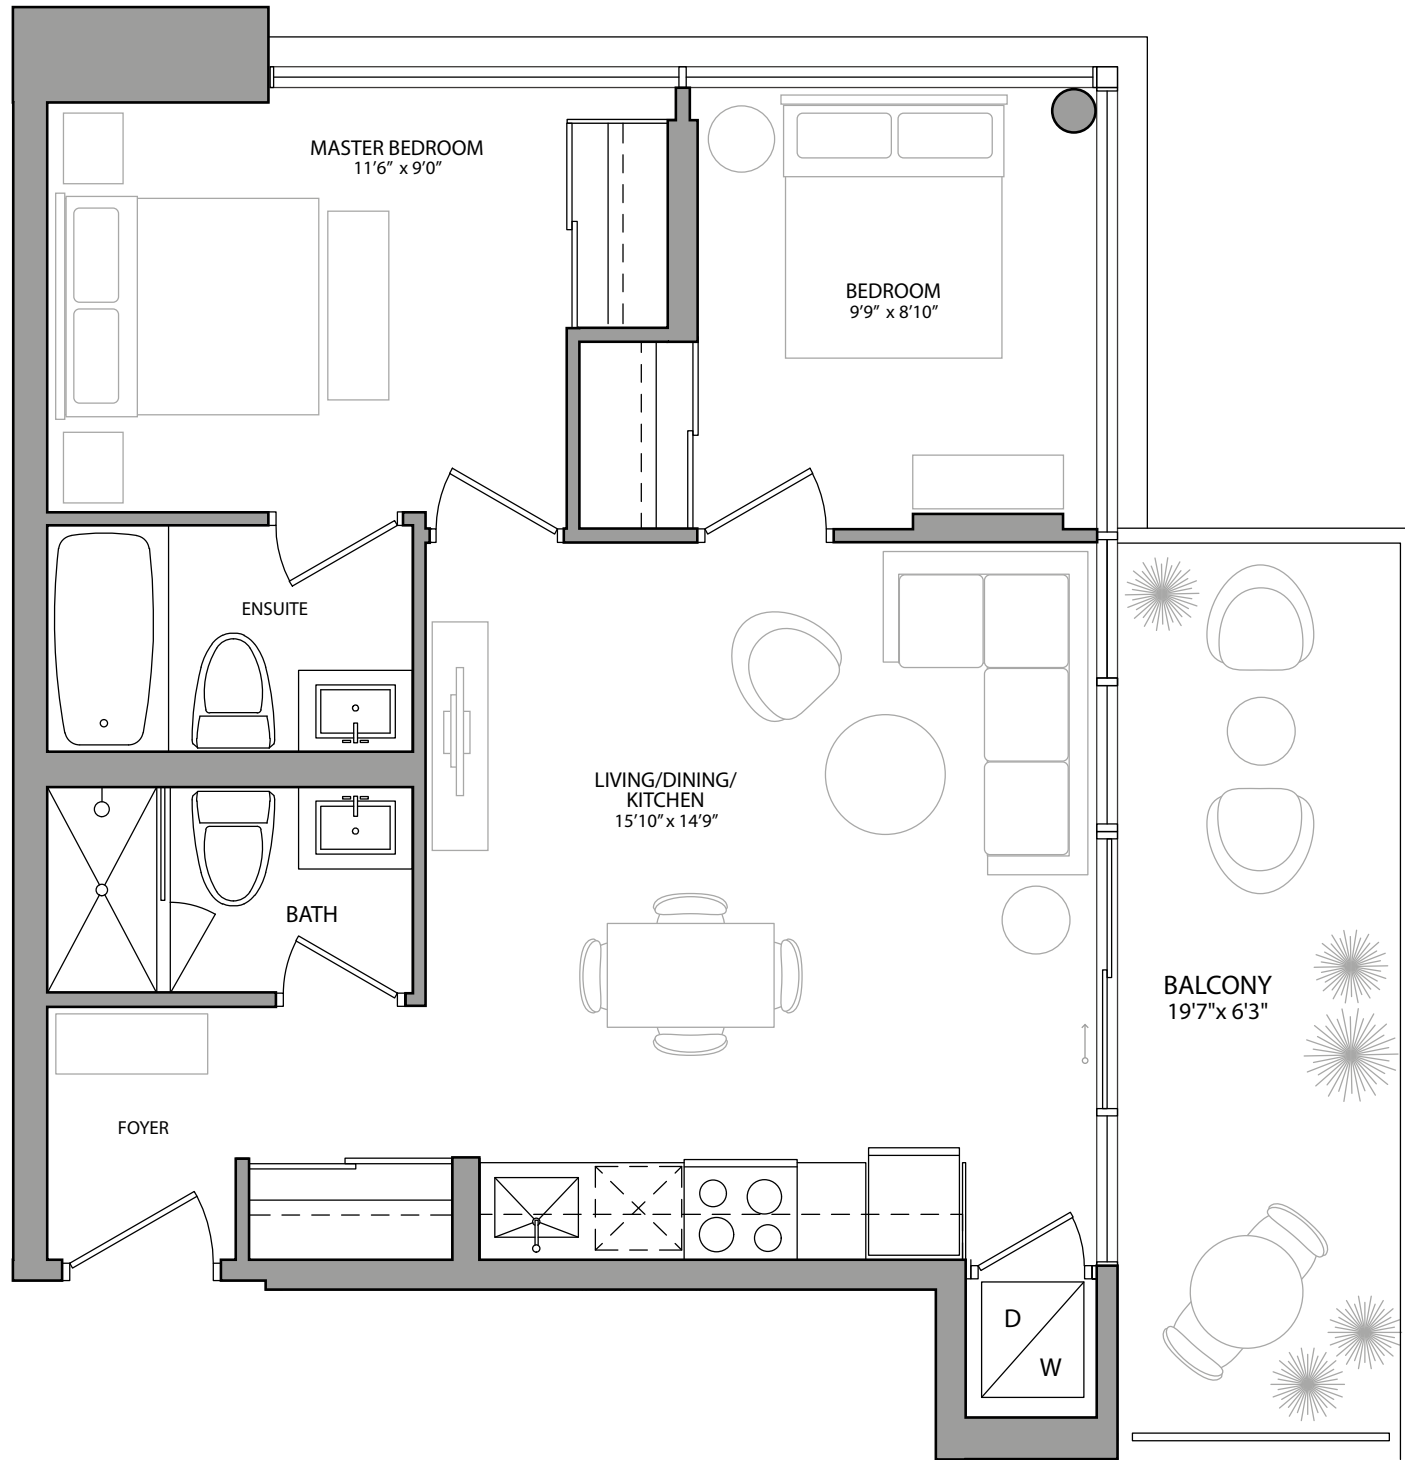 MASTER BEDROOM
11'6" x 9'0"
BEDROOM
9'9" x 8'10"
ENSUITE
LIVING/DINING/
KITCHEN
15'10" x 14'9"
BATH
BALCONY
19'7"x 6'3"
FOYER
D
W